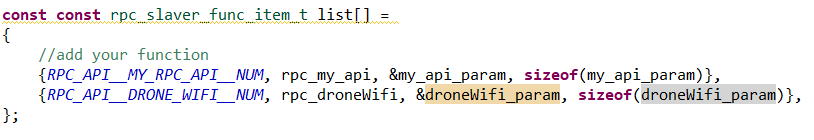 const const rpc_slaver_func_item_t list[] =
{
//add your function
{RPC_API__MY_RPC_API__NUM, rpc_my_api, &my_api_param, sizeof(my_api_param)},
{RPC_API__DRONE_WIFI__NUM, rpc_droneWifi, &droneWifi_param, sizeof(droneWifi_param)},
};